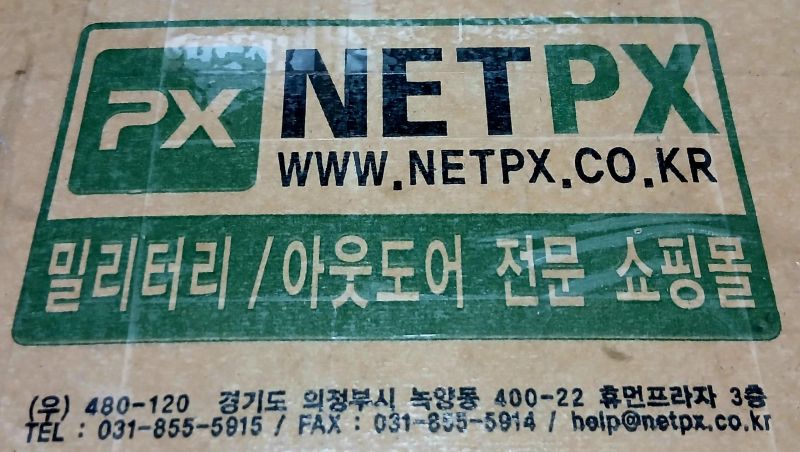 PX
NETPX
WWW.NETPX.CO.KR
밀리터리 / 아웃도어 전문 쇼핑몰
(우) 480-120 경기도 의정부시 녹양동 400-22 휴먼프라자 3층
TEL : 031-855-5915 / FAX : 031-855-5914 / help@netpx.co.kr